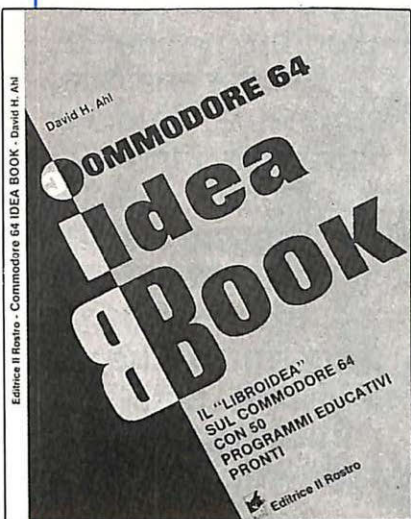 Editrice Il Rostro - Commodore 64 IDEA BOOK - David H. Ahl
David H. Ahl
COMMODORE 64
idea
BOOK
IL "LIBROIDEA"
SUL COMMODORE 64
CON 50
PROGRAMMI EDUCATIVI
PRONTI
Editrice Il Rostro